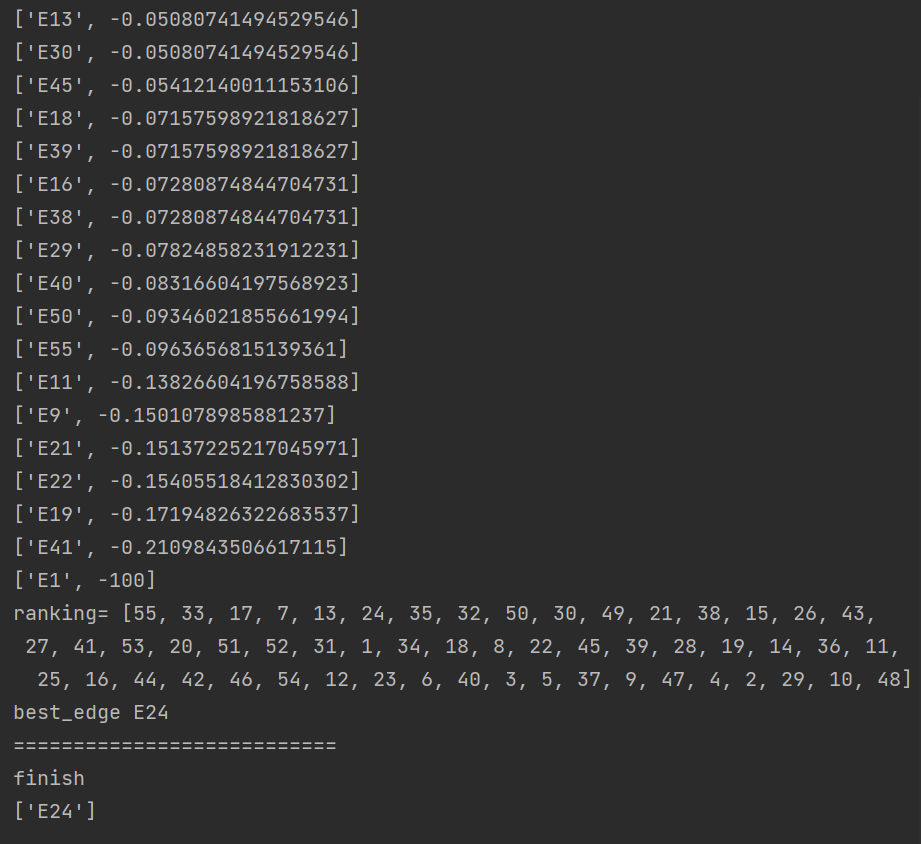 ['E13', -0.05080741494529546]
['E30', -0.05080741494529546]
['E45', -0.05412140011153106]
['E18', -0.07157598921818627]
['E39', -0.07157598921818627]
['E16', -0.07280874844704731]
['E38', -0.07280874844704731]
['E29', -0.07824858231912231]
['E40', -0.08316604197568923]
['E50', -0.09346021855661994]
['E55', -0.0963656815139361]
['E11', -0.13826604196758588]
['E9', -0.1501078985881237]
['E21', -0.151372225217045971]
['E22', -0.15405518412830302]
['E19', -0.171948263322683537]
['E41', -0.2109843506617115]
['E1', -100]
ranking= [55, 33, 17, 7, 13, 24, 35, 32, 50, 30, 49, 21, 38, 15, 26, 43,
27, 41, 53, 20, 51, 52, 31, 1, 34, 18, 8, 22, 45, 39, 28, 19, 14, 36, 11,
25, 16, 44, 42, 46, 54, 12, 23, 6, 40, 3, 5, 37, 9, 47, 4, 2, 29, 10, 48]
best_edge E24
===========================
finish
['E24']